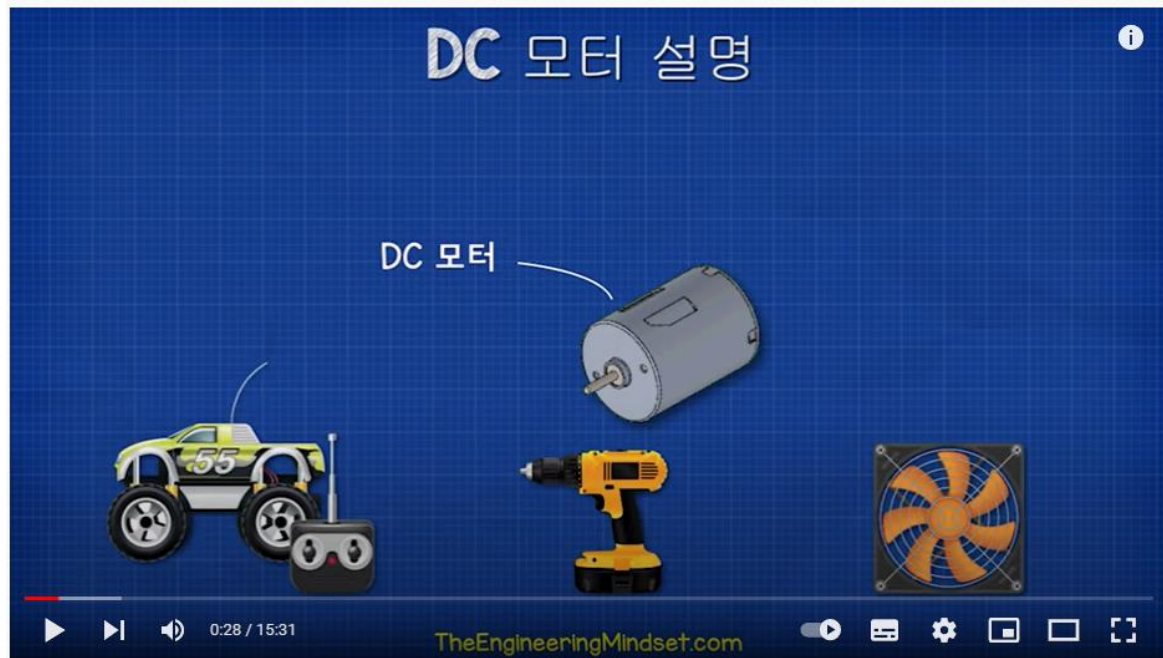 DC 모터 설명
DC 모터
55
0:28 / 15:31
TheEngineeringMindset.com